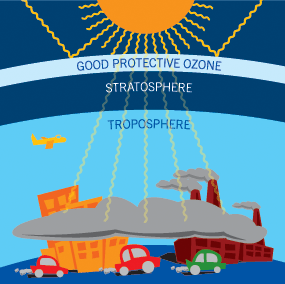 GOOD PROTECTIVE OZONE
STRATOSPHERE
TROPOSPHERE